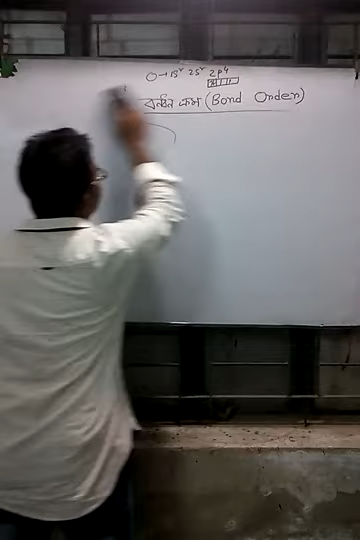 O→ 1s² 2s² 2p⁴
বন্ধন ক্রম (Bond Order)